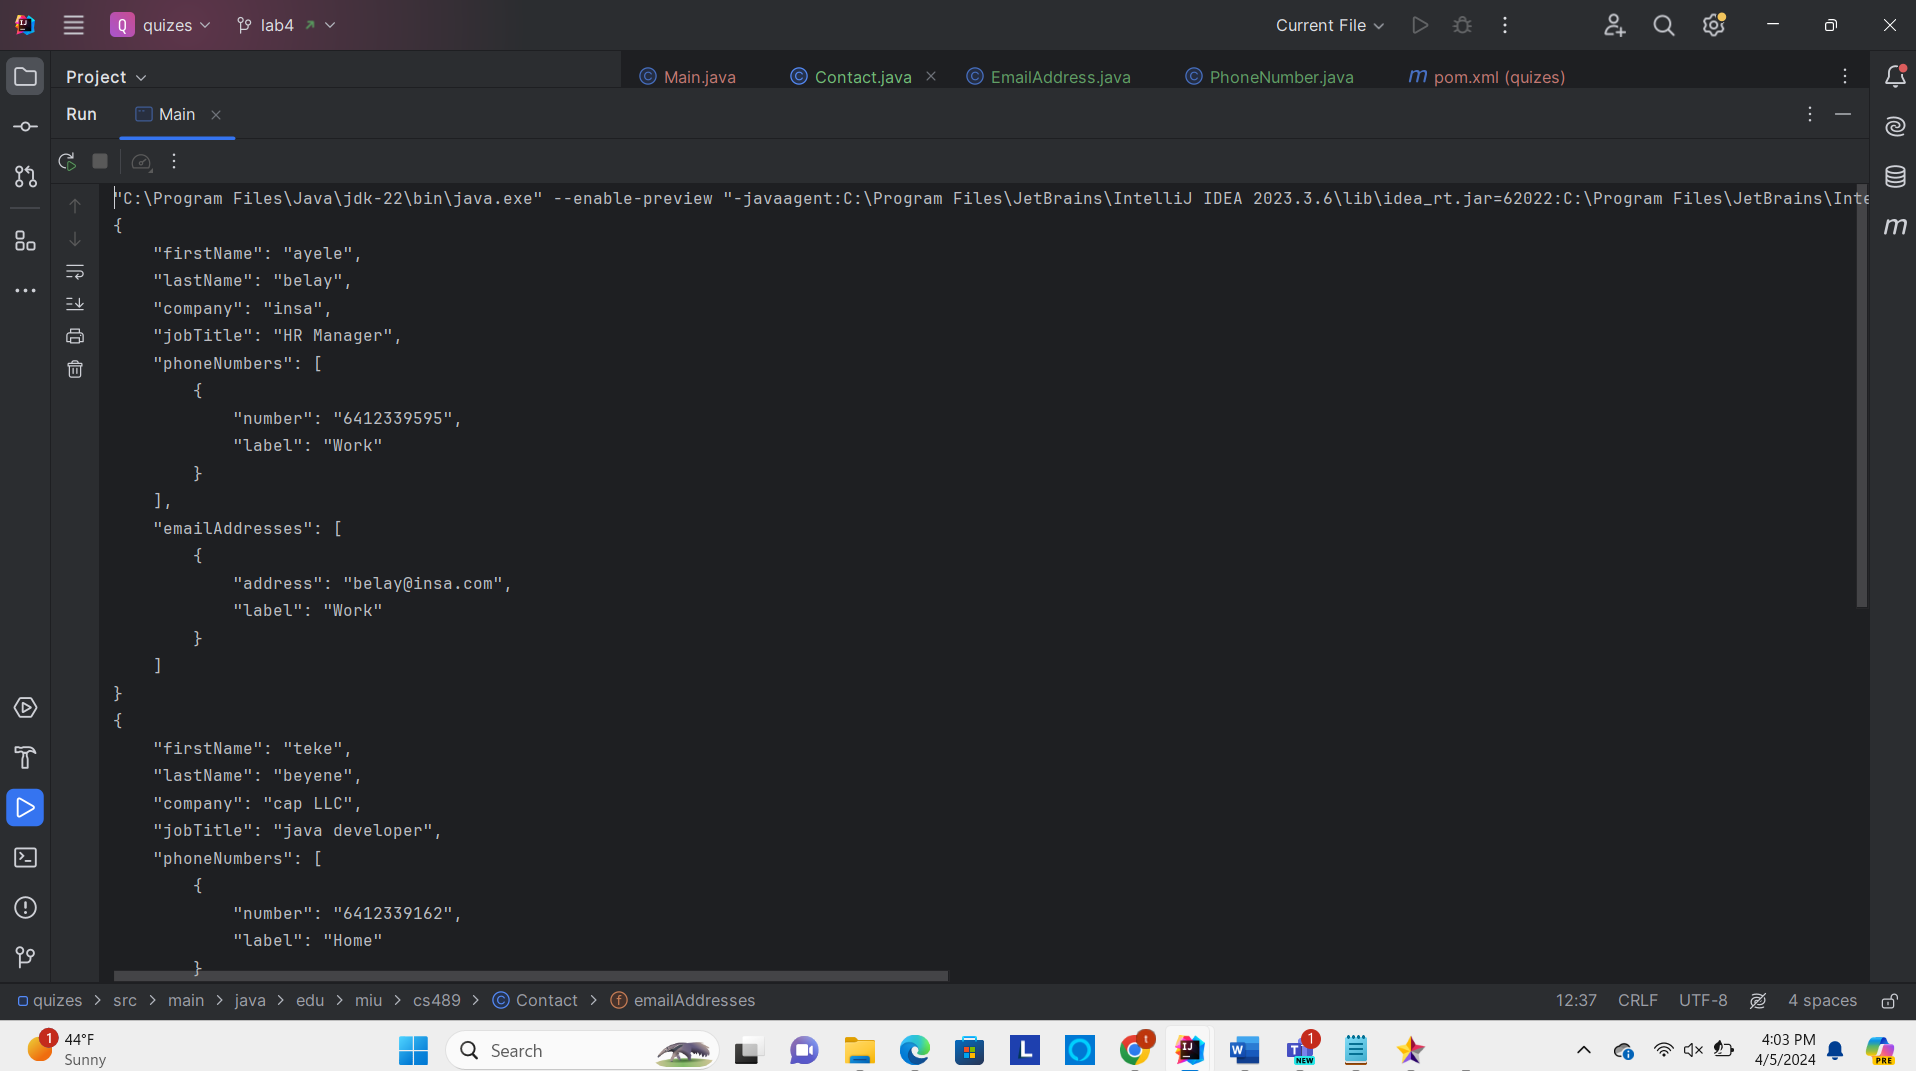 Q quizes lab4 Current File
Project Main.java Contact.java EmailAddress.java PhoneNumber.java pom.xml (quizes)
Run Main
"C:\Program Files\Java\jdk-22\bin\java.exe" --enable-preview "-javaagent:C:\Program Files\JetBrains\IntelliJ IDEA 2023.3.6\lib\idea_rt.jar=62022:C:\Program Files\JetBrains\Inte
{
"firstName": "ayele",
"lastName": "belay",
"company": "insa",
"jobTitle": "HR Manager",
"phoneNumbers": [
{
"number": "6412339595",
"label": "Work"
}
],
"emailAddresses": [
{
"address": "belay@insa.com",
"label": "Work"
}
]
}
{
"firstName": "teke",
"lastName": "beyene",
"company": "cap LLC",
"jobTitle": "java developer",
"phoneNumbers": [
{
"number": "6412339162",
"label": "Home"
}
quizes > src > main > java > edu > miu > cs489 > Contact > emailAddresses 12:37 CRLF UTF-8 4 spaces
1 44°F
Sunny
Search
4:03 PM
4/5/2024